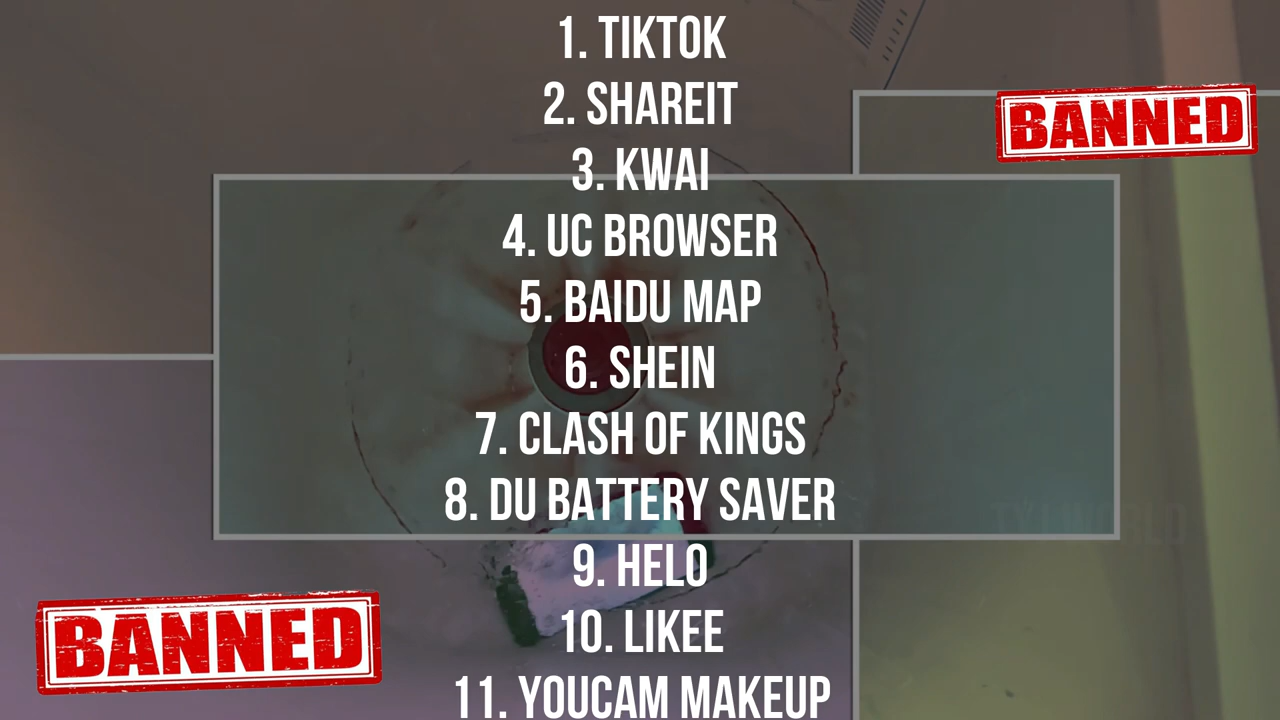 1. TIKTOK
2. SHAREIT
BANNED
3. KWAI
4. UC BROWSER
5. BAIDU MAP
6. SHEIN
7. CLASH OF KINGS
8. DU BATTERY SAVER
9. HELO
10. LIKEE
BANNED
11. YOUCAM MAKEUP